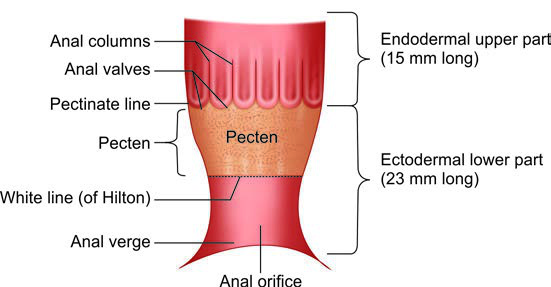 Anal columns
Anal valves
Pectinate line
Pecten
Pecten
White line (of Hilton)
Anal verge
Anal orifice
Endodermal upper part
(15 mm long)
Ectodermal lower part
(23 mm long)